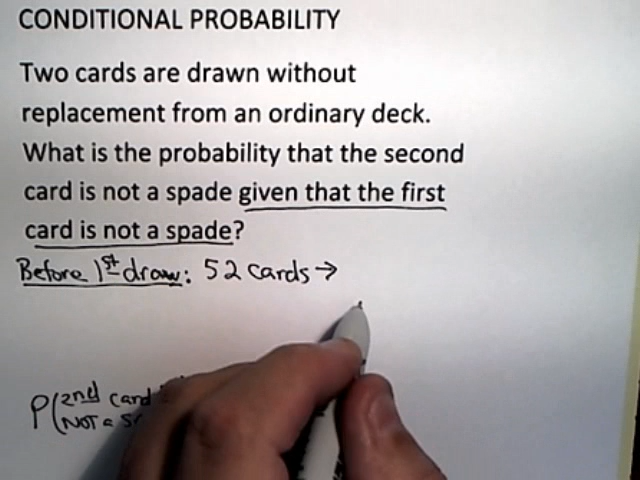 CONDITIONAL PROBABILITY
Two cards are drawn without
replacement from an ordinary deck.
What is the probability that the second
card is not a spade given that the first
card is not a spade?
Before 1st draw: 52 cards →
P(2nd card
NOT a